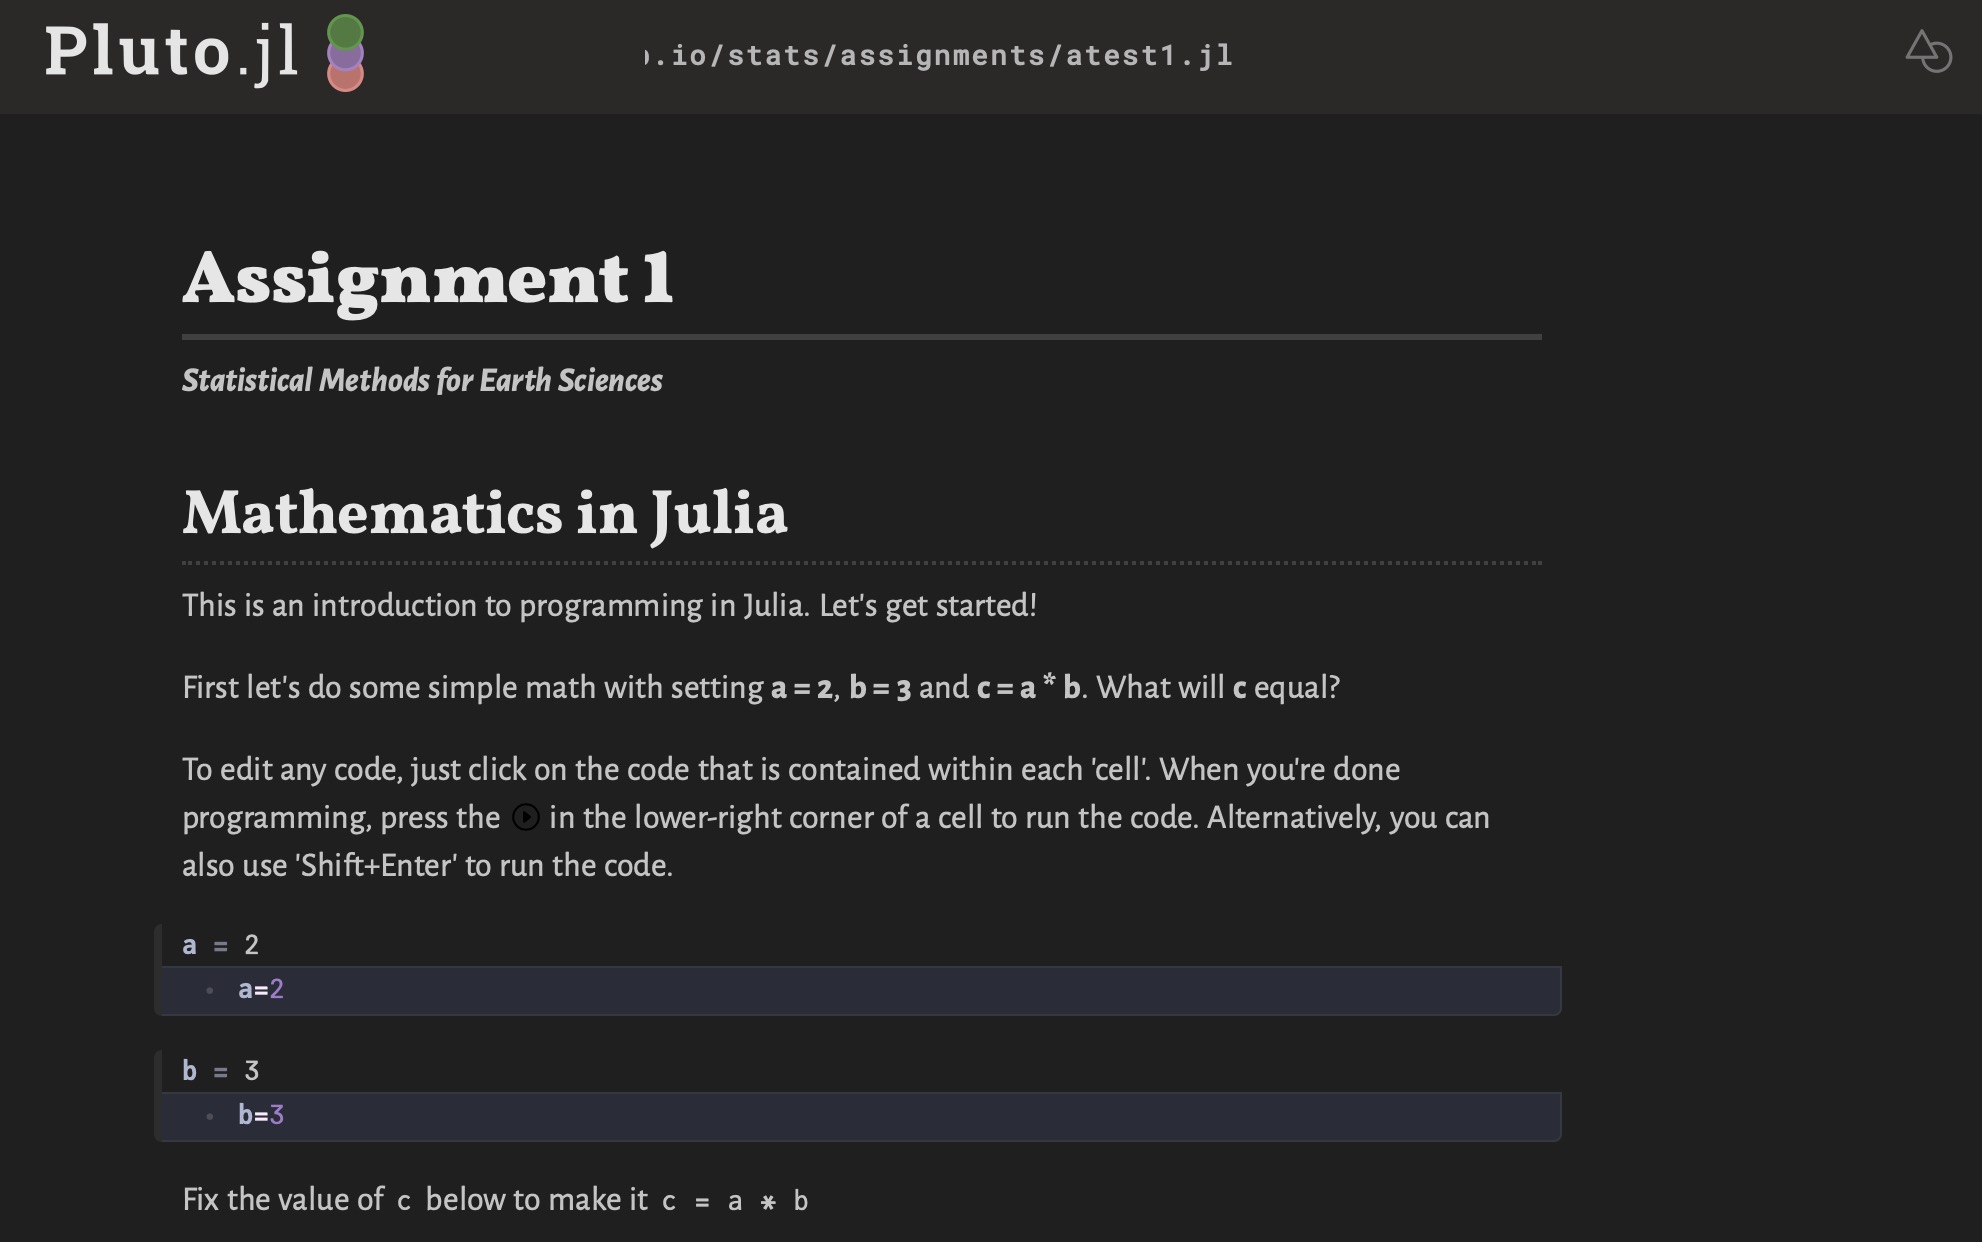 Pluto.jl
.io/stats/assignments/atest1.jl
Assignment 1
Statistical Methods for Earth Sciences
Mathematics in Julia
This is an introduction to programming in Julia. Let's get started!
First let's do some simple math with setting a = 2, b = 3 and c = a * b. What will c equal?
To edit any code, just click on the code that is contained within each 'cell'. When you're done
programming, press the in the lower-right corner of a cell to run the code. Alternatively, you can
also use 'Shift+Enter' to run the code.
a = 2
a=2
b = 3
b=3
Fix the value of c below to make it c = a * b